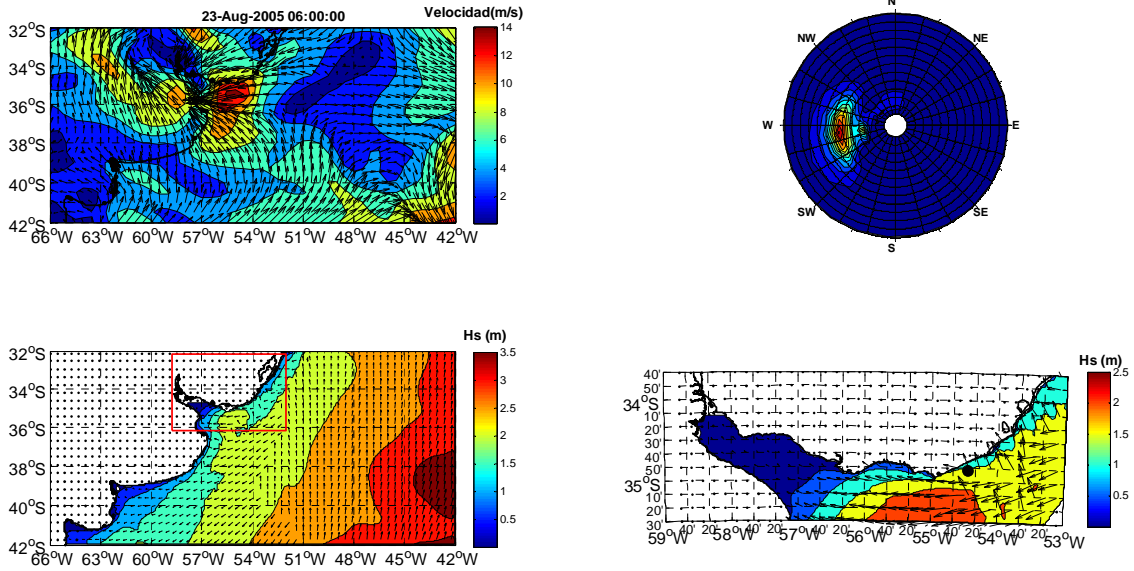 23-Aug-2005 06:00:00
Velocidad(m/s)
32°S
34°S
36°S
38°S
40°S
42°S
66°W 63°W 60°W 57°W 54°W 51°W 48°W 45°W 42°W
14
12
10
8
6
4
2
N
NW
NE
W
E
SW
SE
S
Hs (m)
32°S
34°S
36°S
38°S
40°S
42°S
66°W 63°W 60°W 57°W 54°W 51°W 48°W 45°W 42°W
3.5
3
2.5
2
1.5
1
0.5
Hs (m)
40'
50'
34°S
10'
20'
30'
40'
50'
35°S
10'
20'
30'
59°W 40' 20' 58°W 40' 20' 57°W 40' 20' 56°W 40' 20' 55°W 40' 20' 54°W 40' 20' 53°W
2.5
2
1.5
1
0.5